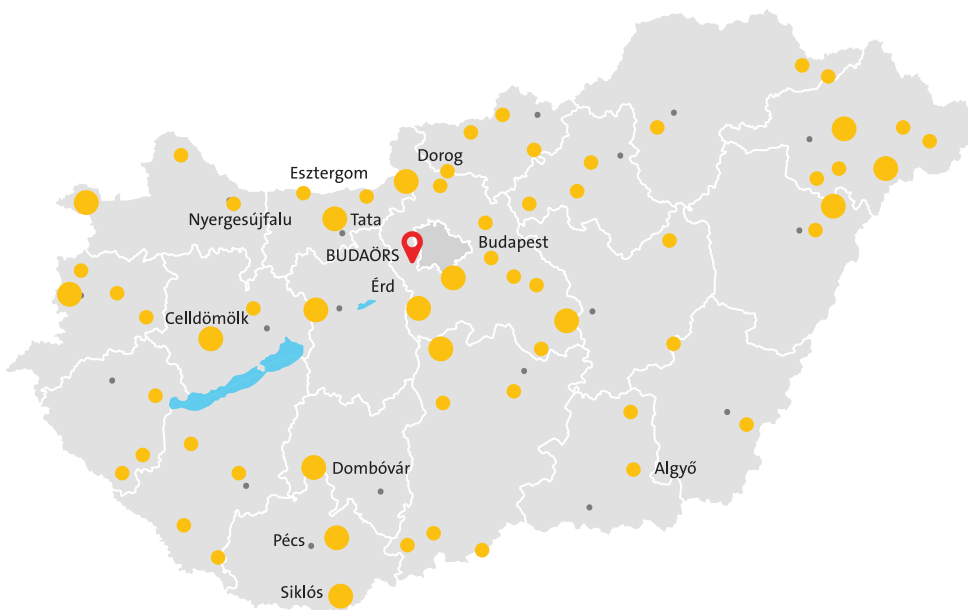 Dorog
Esztergom
Nyergesújfalu
Tata
BUDAÖRS
Budapest
Érd
Celldömölk
Dombóvár
Algyő
Pécs
Siklós